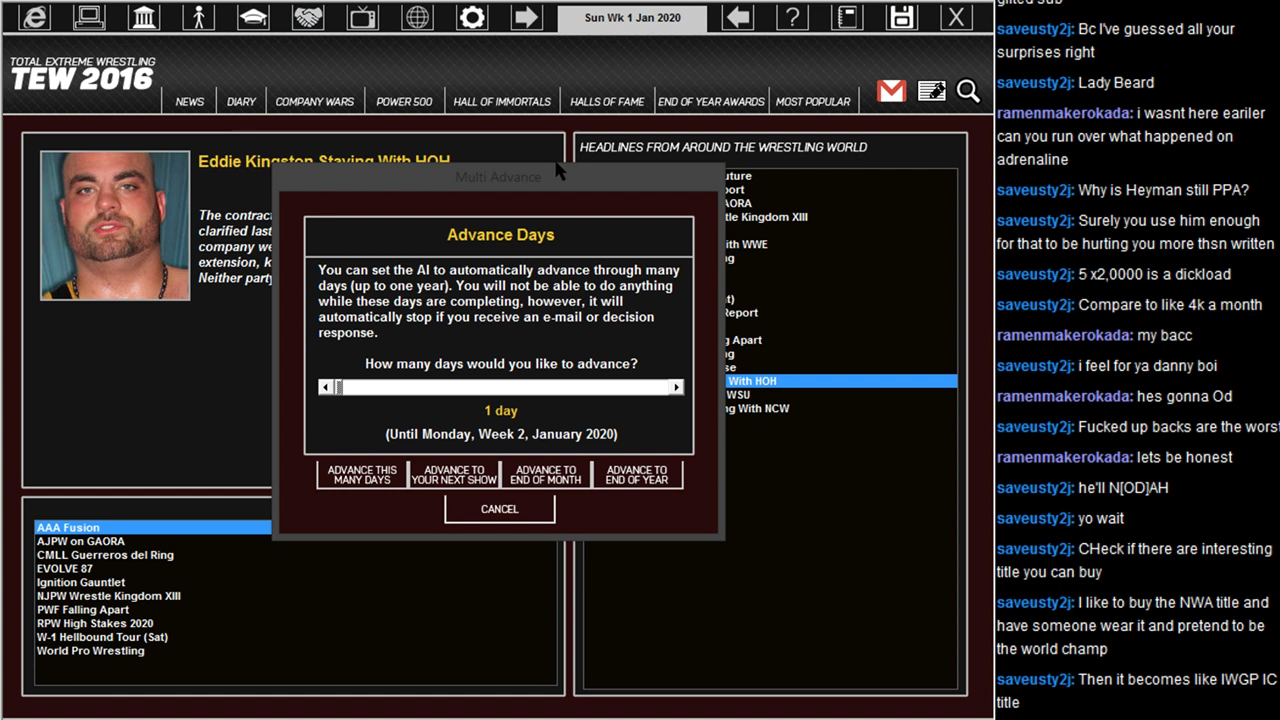 Sun Wk 1 Jan 2020
?
X
TOTAL EXTREME WRESTLING
TEW 2016
NEWS
DIARY
COMPANY WARS
POWER 500
HALL OF IMMORTALS
HALLS OF FAME
END OF YEAR AWARDS
MOST POPULAR
Eddie Kingston Staying With HOH
The contract
clarified last
company we
extension, k
Neither party
HEADLINES FROM AROUND THE WRESTLING WORLD
uture
port
AORA
tle Kingdom XIII
ith WWE
ng
t)
Report
g Apart
ng
se
With HOH
WSU
ng With NCW
Multi Advance
Advance Days
You can set the AI to automatically advance through many
days (up to one year). You will not be able to do anything
while these days are completing, however, it will
automatically stop if you receive an e-mail or decision
response.
How many days would you like to advance?
1 day
(Until Monday, Week 2, January 2020)
ADVANCE THIS
MANY DAYS
ADVANCE TO
YOUR NEXT SHOW
ADVANCE TO
END OF MONTH
ADVANCE TO
END OF YEAR
CANCEL
AAA Fusion
AJPW on GAORA
CMLL Guerreros del Ring
EVOLVE 87
Ignition Gauntlet
NJPW Wrestle Kingdom XIII
PWF Falling Apart
RPW High Stakes 2020
W-1 Hellbound Tour (Sat)
World Pro Wrestling
gifted sub
saveusty2j: Bc I've guessed all your
surprises right
saveusty2j: Lady Beard
ramenmakerokada: i wasnt here eariler
can you run over what happened on
adrenaline
saveusty2j: Why is Heyman still PPA?
saveusty2j: Surely you use him enough
for that to be hurting you more thsn written
saveusty2j: 5 x2,0000 is a dickload
saveusty2j: Compare to like 4k a month
ramenmakerokada: my bacc
saveusty2j: i feel for ya danny boi
ramenmakerokada: hes gonna Od
saveusty2j: Fucked up backs are the worst
ramenmakerokada: lets be honest
saveusty2j: he'll N[OD]AH
saveusty2j: yo wait
saveusty2j: CHeck if there are interesting
title you can buy
saveusty2j: I like to buy the NWA title and
have someone wear it and pretend to be
the world champ
saveusty2j: Then it becomes like IWGP IC
title